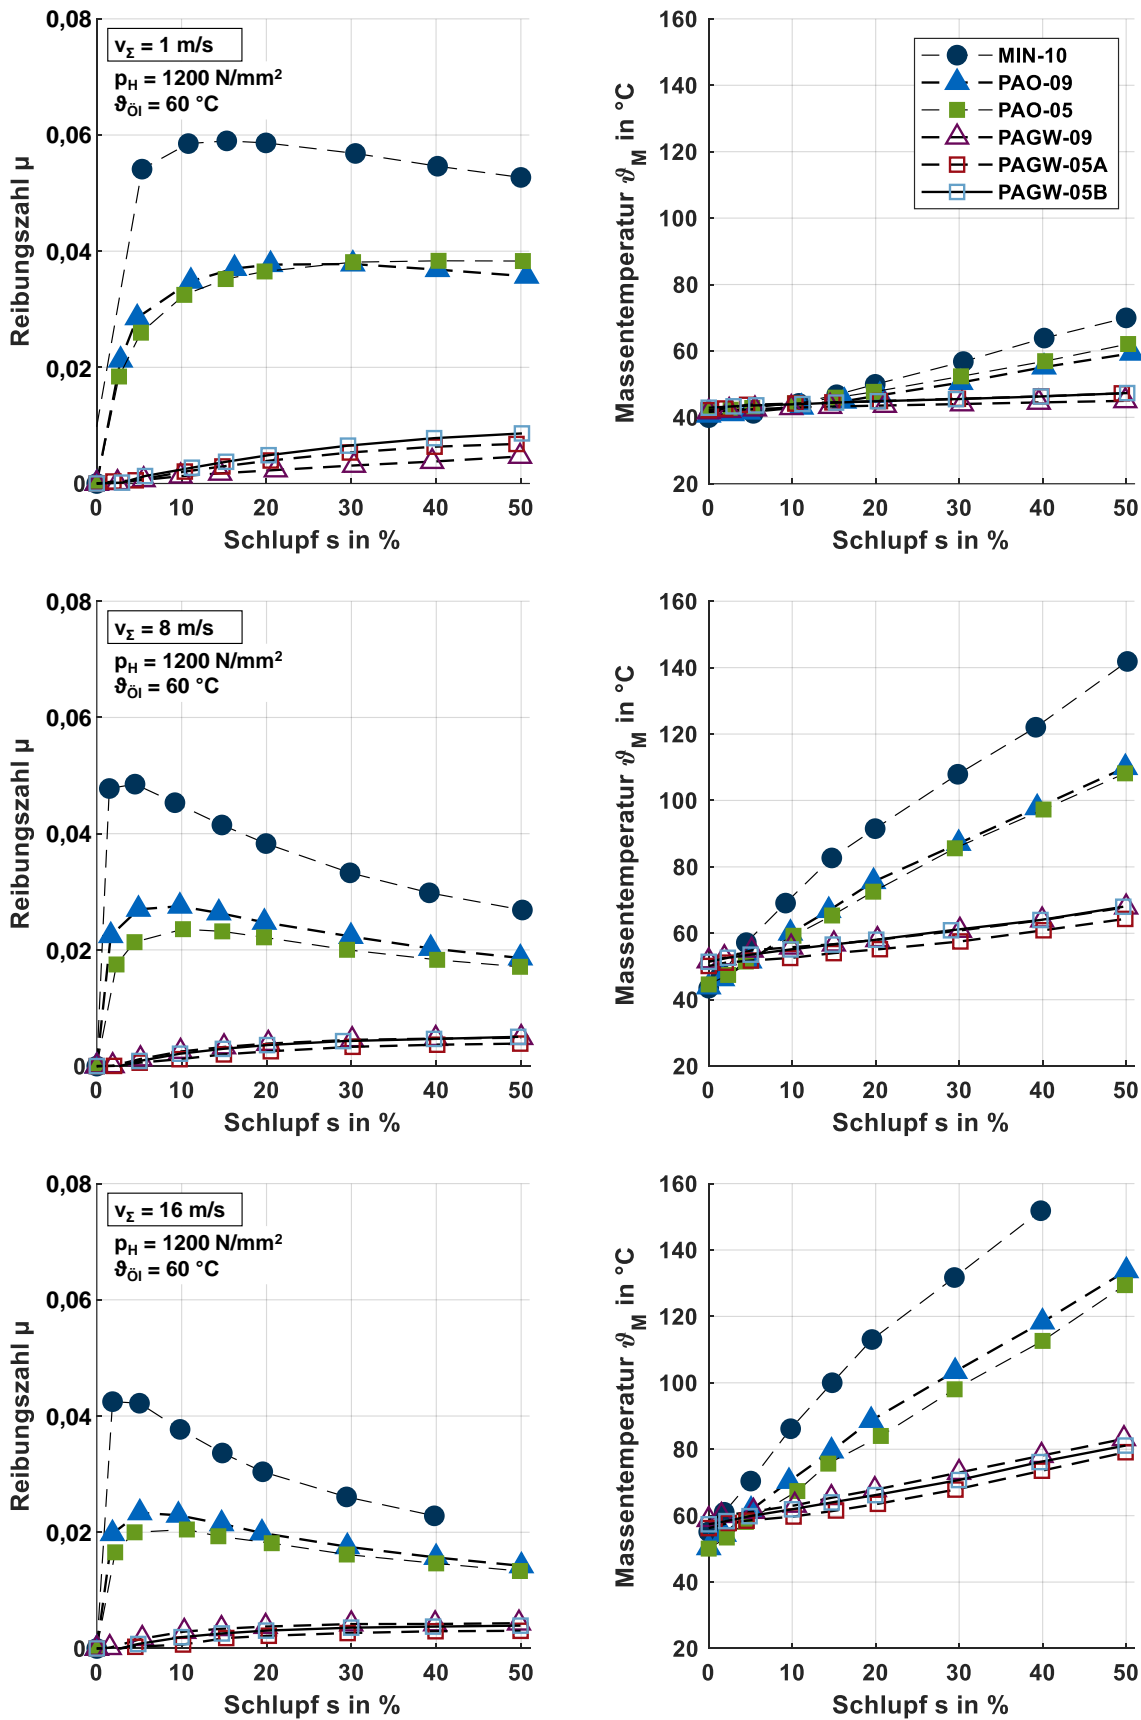 0,08
0,06
0,04
0,02
0
Reibungszahl µ
v_Σ = 1 m/s
p_H = 1200 N/mm²
ϑ_Öl = 60 °C
0 10 20 30 40 50
Schlupf s in %
160
140
120
100
80
60
40
20
Massentemperatur ϑ_M in °C
MIN-10
PAO-09
PAO-05
PAGW-09
PAGW-05A
PAGW-05B
0 10 20 30 40 50
Schlupf s in %
0,08
0,06
0,04
0,02
0
Reibungszahl µ
v_Σ = 8 m/s
p_H = 1200 N/mm²
ϑ_Öl = 60 °C
0 10 20 30 40 50
Schlupf s in %
160
140
120
100
80
60
40
20
Massentemperatur ϑ_M in °C
0 10 20 30 40 50
Schlupf s in %
0,08
0,06
0,04
0,02
0
Reibungszahl µ
v_Σ = 16 m/s
p_H = 1200 N/mm²
ϑ_Öl = 60 °C
0 10 20 30 40 50
Schlupf s in %
160
140
120
100
80
60
40
20
Massentemperatur ϑ_M in °C
0 10 20 30 40 50
Schlupf s in %